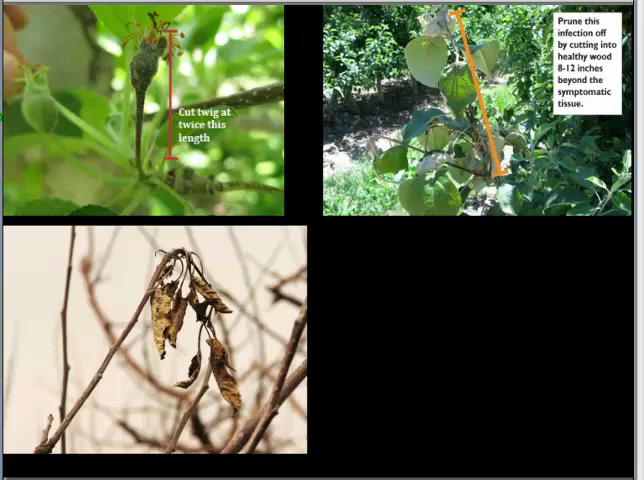 Cut twig at
twice this
length
Prune this
infection off
by cutting into
healthy wood
8-12 inches
beyond the
symptomatic
tissue.